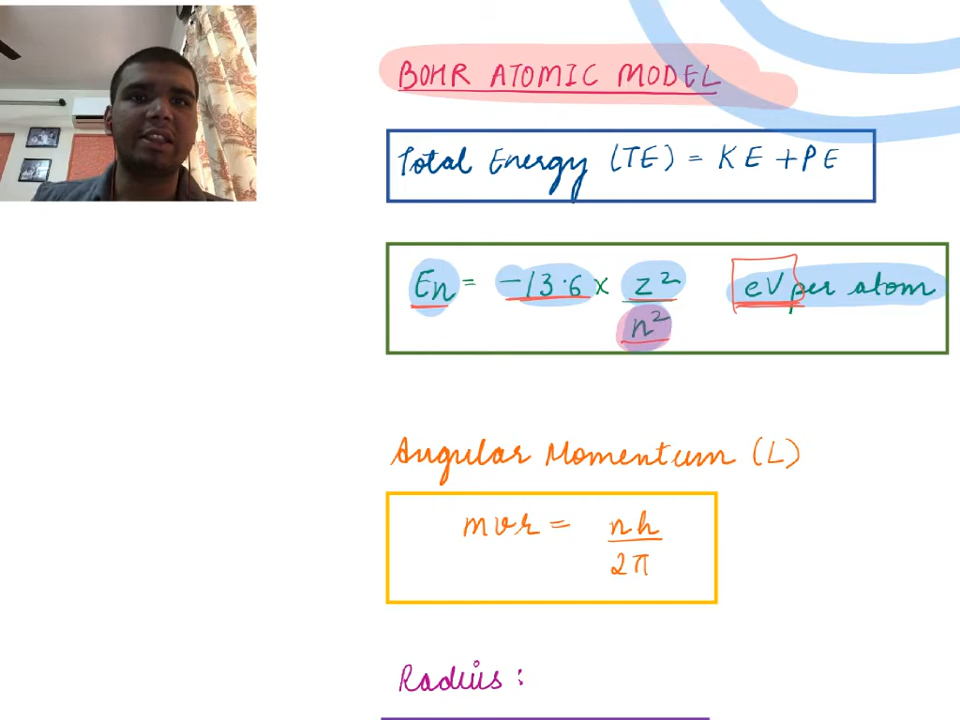 BOHR ATOMIC MODEL
Total Energy (TE) = KE + PE
En = -13.6 × z²/n² eV per atom
Angular Momentum (L)
mvr = nh/2π
Radius :